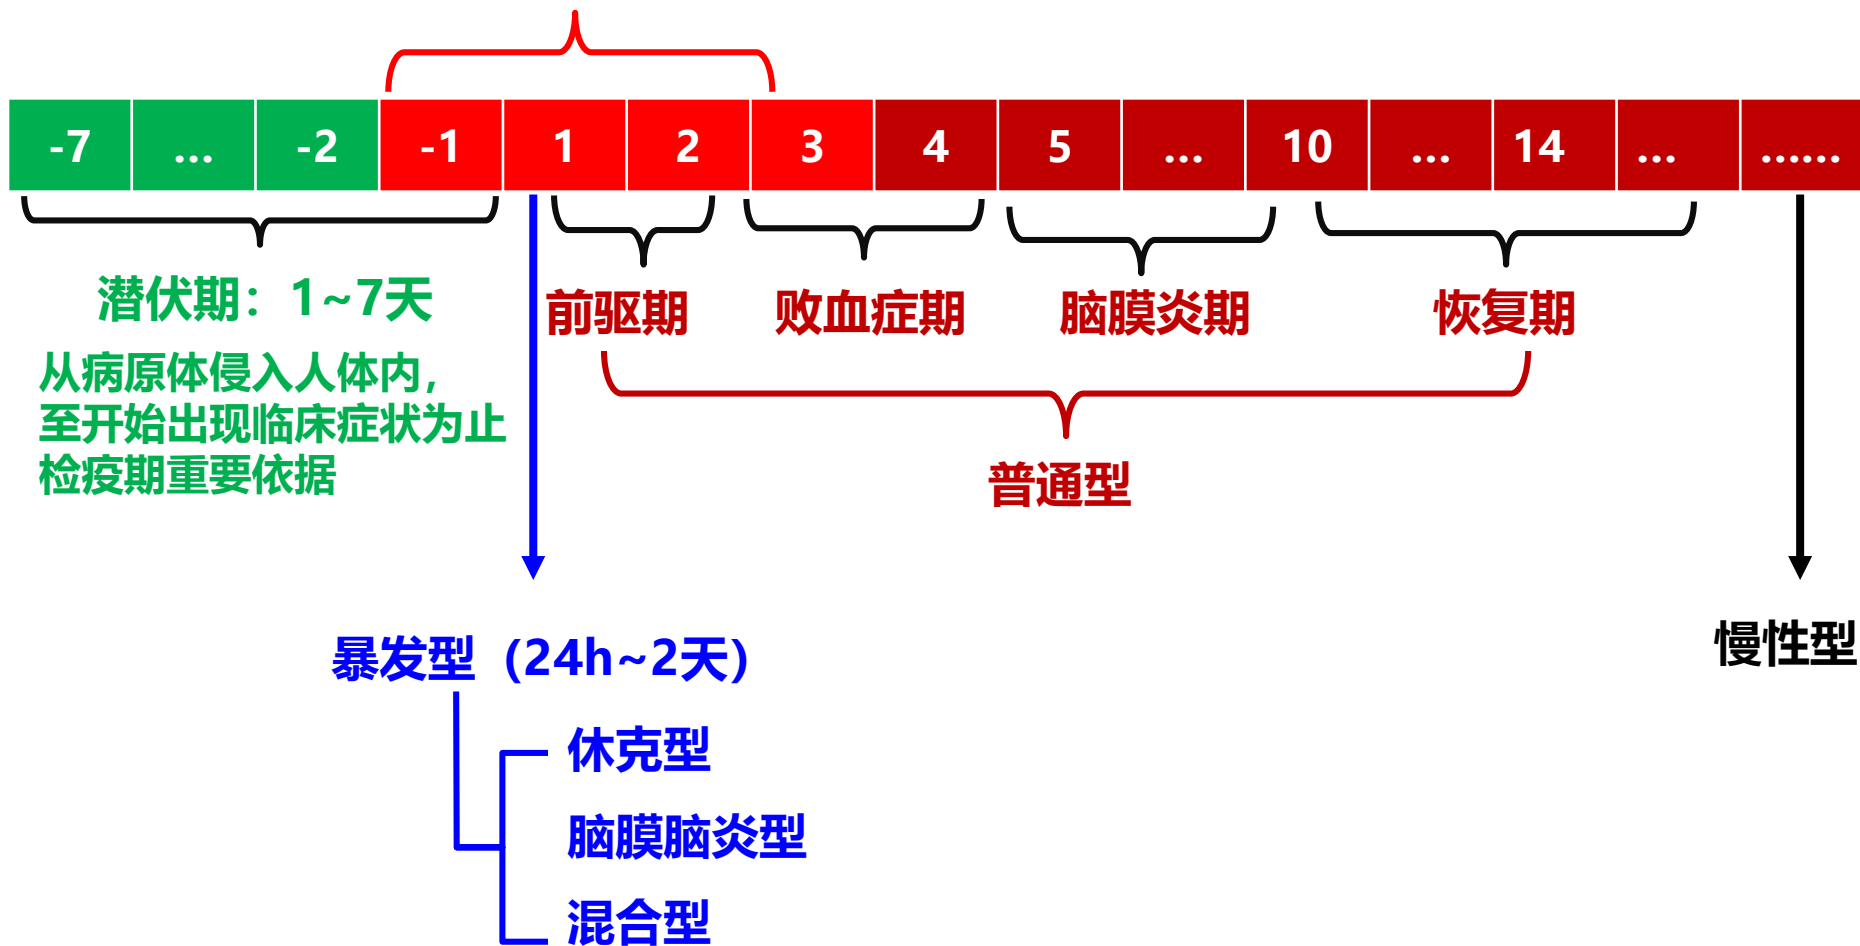 -7 ... -2 -1 1 2 3 4 5 ... 10 ... 14 ... ......
潜伏期：1~7天
从病原体侵入人体内，
至开始出现临床症状为止
检疫期重要依据
前驱期 败血症期 脑膜炎期 恢复期
普通型
暴发型（24h~2天）
休克型
脑膜脑炎型
混合型
慢性型